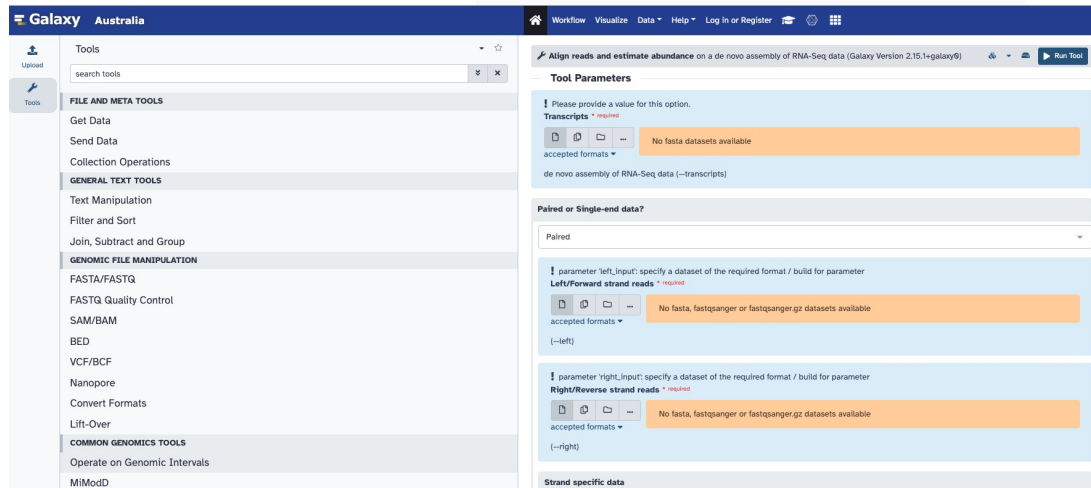 Galaxy Australia
Workflow Visualize Data Help Log in or Register
Upload
Tools
Tools
search tools
FILE AND META TOOLS
Get Data
Send Data
Collection Operations
GENERAL TEXT TOOLS
Text Manipulation
Filter and Sort
Join, Subtract and Group
GENOMIC FILE MANIPULATION
FASTA/FASTQ
FASTQ Quality Control
SAM/BAM
BED
VCF/BCF
Nanopore
Convert Formats
Lift-Over
COMMON GENOMICS TOOLS
Operate on Genomic Intervals
MiModD
Align reads and estimate abundance on a de novo assembly of RNA-Seq data (Galaxy Version 2.15.1+galaxy0)
Run Tool
Tool Parameters
! Please provide a value for this option.
Transcripts * required
... No fasta datasets available
accepted formats
de novo assembly of RNA-Seq data (--transcripts)
Paired or Single-end data?
Paired
! parameter 'left_input': specify a dataset of the required format / build for parameter
Left/Forward strand reads * required
... No fasta, fastqsanger or fastqsanger.gz datasets available
accepted formats
(--left)
! parameter 'right_input': specify a dataset of the required format / build for parameter
Right/Reverse strand reads * required
... No fasta, fastqsanger or fastqsanger.gz datasets available
accepted formats
(--right)
Strand specific data